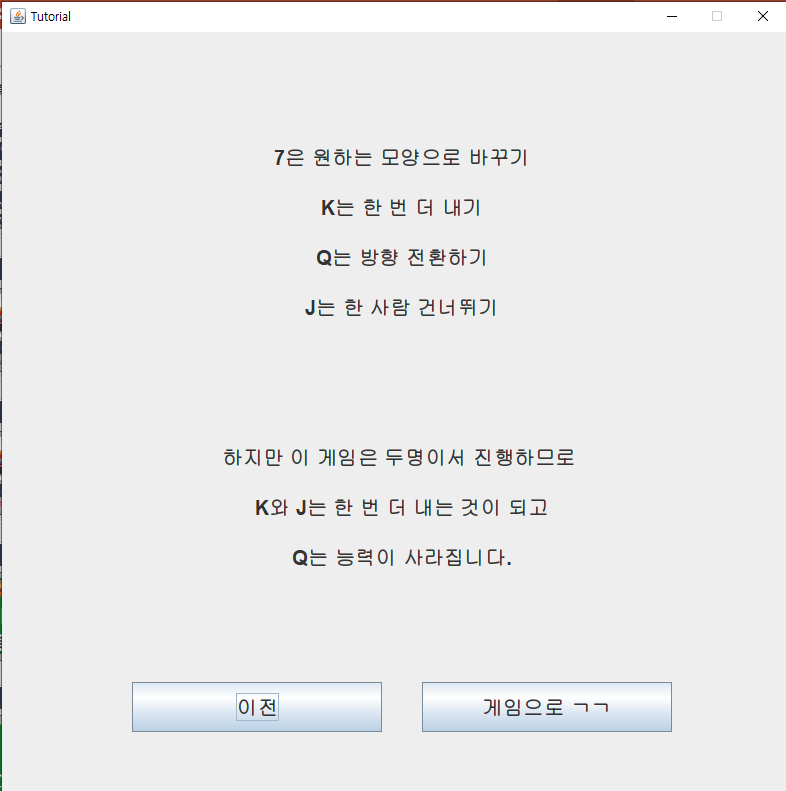 Tutorial
7은 원하는 모양으로 바꾸기
K는 한 번 더 내기
Q는 방향 전환하기
J는 한 사람 건너뛰기
하지만 이 게임은 두명이서 진행하므로
K와 J는 한 번 더 내는 것이 되고
Q는 능력이 사라집니다.
이전
게임으로 ㄱㄱ